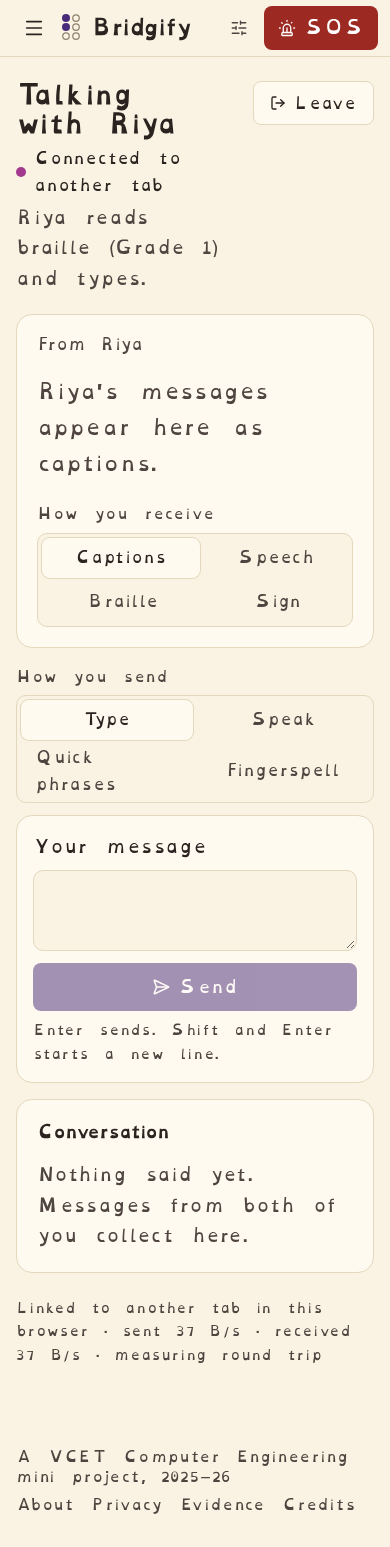 Bridgify
SOS
Talking
with Riya
Leave
Connected to
another tab
Riya reads
braille (Grade 1)
and types.
From Riya
Riya's messages
appear here as
captions.
How you receive
Captions Speech
Braille Sign
How you send
Type Speak
Quick
phrases
Fingerspell
Your message
Send
Enter sends. Shift and Enter
starts a new line.
Conversation
Nothing said yet.
Messages from both of
you collect here.
Linked to another tab in this
browser · sent 37 B/s · received
37 B/s · measuring round trip
A VCET Computer Engineering
mini project, 2025–26
About Privacy Evidence Credits